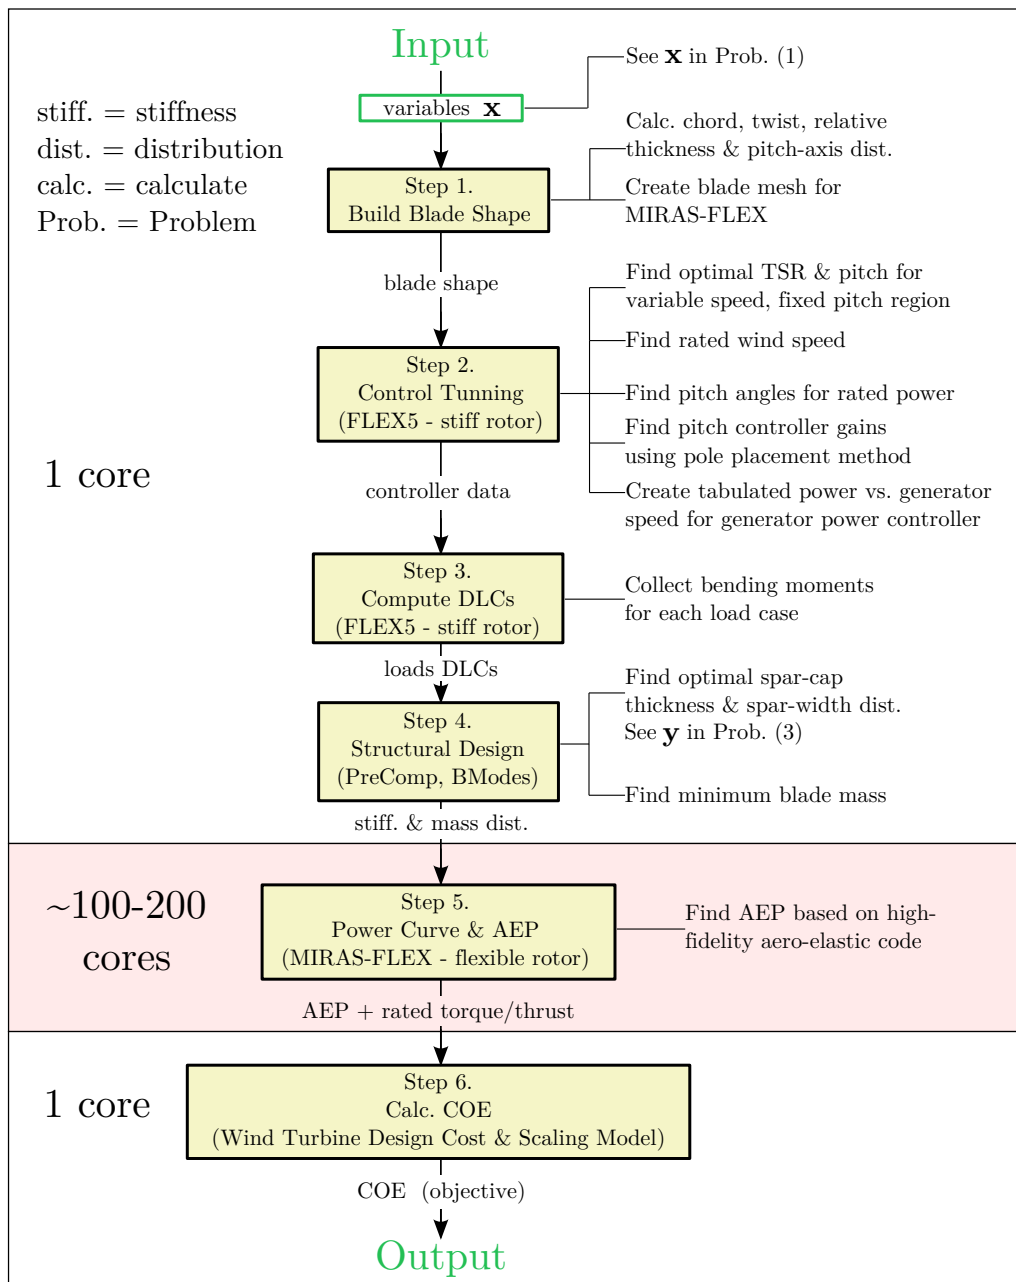 Input
See x in Prob. (1)
variables x
stiff. = stiffness
dist. = distribution
calc. = calculate
Prob. = Problem
Calc. chord, twist, relative
thickness & pitch-axis dist.
Step 1.
Build Blade Shape
Create blade mesh for
MIRAS-FLEX
blade shape
Find optimal TSR & pitch for
variable speed, fixed pitch region
Find rated wind speed
Step 2.
Control Tunning
(FLEX5 - stiff rotor)
Find pitch angles for rated power
Find pitch controller gains
using pole placement method
1 core
controller data
Create tabulated power vs. generator
speed for generator power controller
Step 3.
Compute DLCs
(FLEX5 - stiff rotor)
Collect bending moments
for each load case
loads DLCs
Find optimal spar-cap
thickness & spar-width dist.
See y in Prob. (3)
Step 4.
Structural Design
(PreComp, BModes)
Find minimum blade mass
stiff. & mass dist.
~100-200
cores
Step 5.
Power Curve & AEP
(MIRAS-FLEX - flexible rotor)
Find AEP based on high-
fidelity aero-elastic code
AEP + rated torque/thrust
1 core
Step 6.
Calc. COE
(Wind Turbine Design Cost & Scaling Model)
COE (objective)
Output